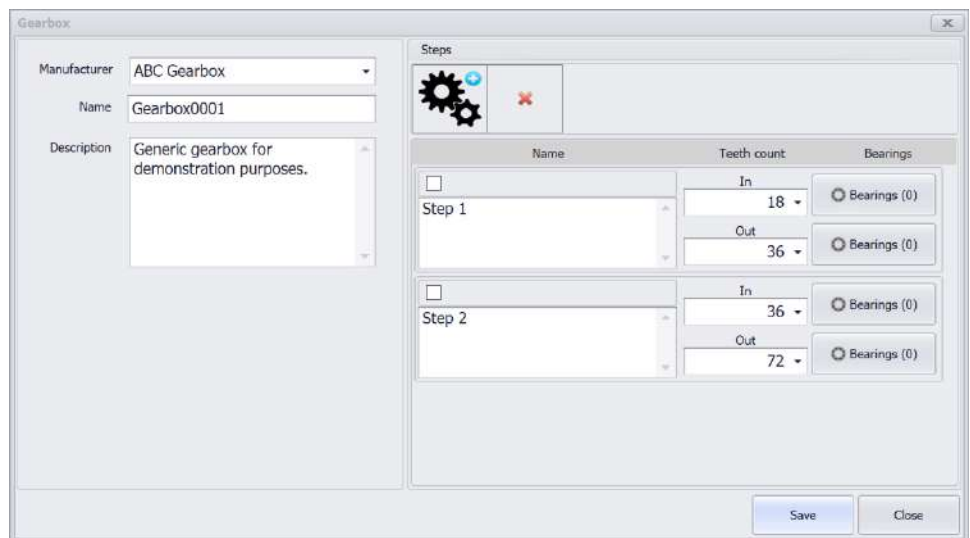 Gearbox
Manufacturer
ABC Gearbox
Name
Gearbox0001
Description
Generic gearbox for
demonstration purposes.
Steps
Name Teeth count Bearings
Step 1
In
18
Bearings (0)
Out
36
Bearings (0)
Step 2
In
36
Bearings (0)
Out
72
Bearings (0)
Save
Close